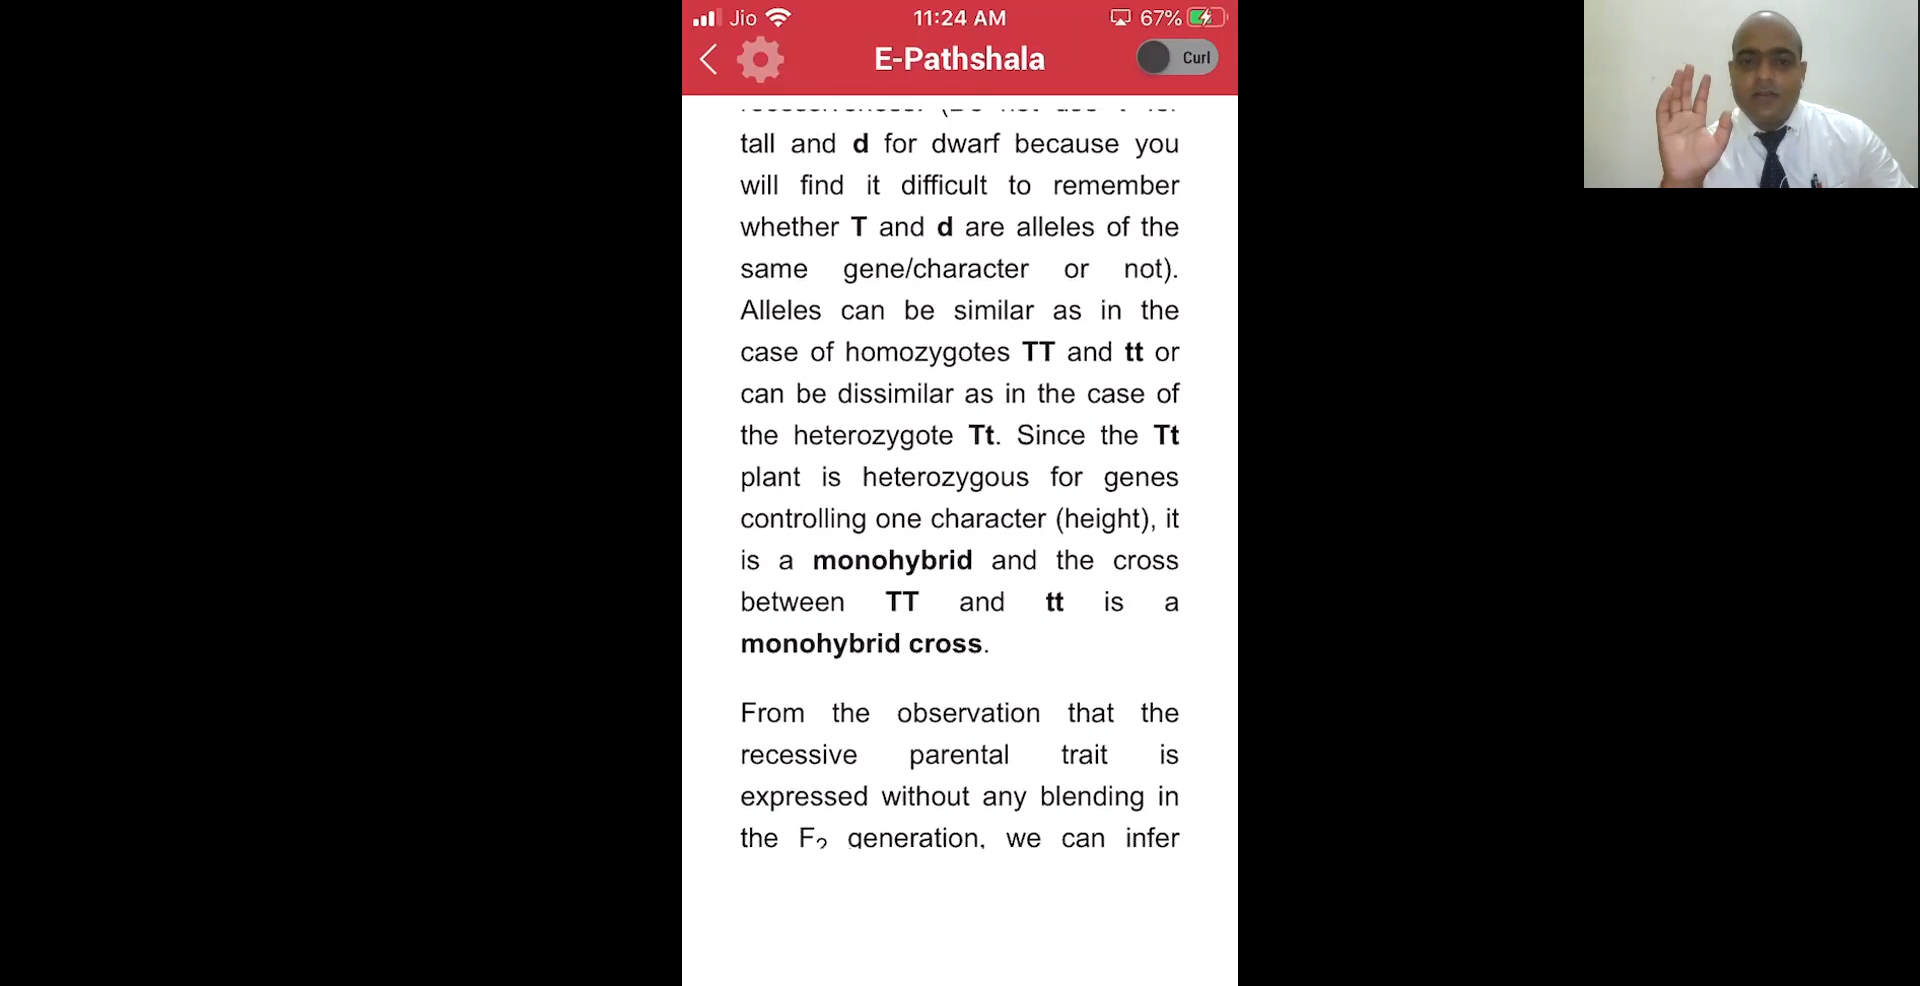 Jio 11:24 AM 67%
E-Pathshala Curl
tall and d for dwarf because you
will find it difficult to remember
whether T and d are alleles of the
same gene/character or not).
Alleles can be similar as in the
case of homozygotes TT and tt or
can be dissimilar as in the case of
the heterozygote Tt. Since the Tt
plant is heterozygous for genes
controlling one character (height), it
is a monohybrid and the cross
between TT and tt is a
monohybrid cross.
From the observation that the
recessive parental trait is
expressed without any blending in
the F₂ generation, we can infer